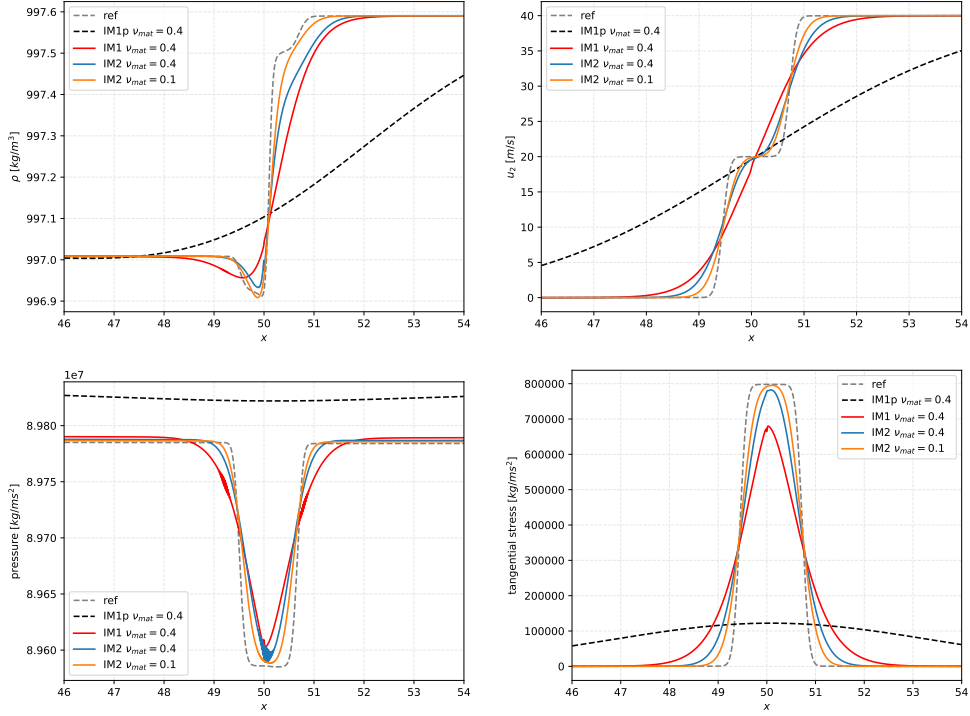 997.6
997.5
997.4
997.3
997.2
997.1
997.0
996.9
ρ [kg/m³]
ref
IM1p ν_mat = 0.4
IM1 ν_mat = 0.4
IM2 ν_mat = 0.4
IM2 ν_mat = 0.1
46 47 48 49 50 51 52 53 54
x
40
35
30
25
20
15
10
5
0
u₂ [m/s]
ref
IM1p ν_mat = 0.4
IM1 ν_mat = 0.4
IM2 ν_mat = 0.4
IM2 ν_mat = 0.1
46 47 48 49 50 51 52 53 54
x
1e7
8.980
8.975
8.970
8.965
8.960
pressure [kg/ms²]
ref
IM1p ν_mat = 0.4
IM1 ν_mat = 0.4
IM2 ν_mat = 0.4
IM2 ν_mat = 0.1
46 47 48 49 50 51 52 53 54
x
800000
700000
600000
500000
400000
300000
200000
100000
0
tangential stress [kg/ms²]
ref
IM1p ν_mat = 0.4
IM1 ν_mat = 0.4
IM2 ν_mat = 0.4
IM2 ν_mat = 0.1
46 47 48 49 50 51 52 53 54
x